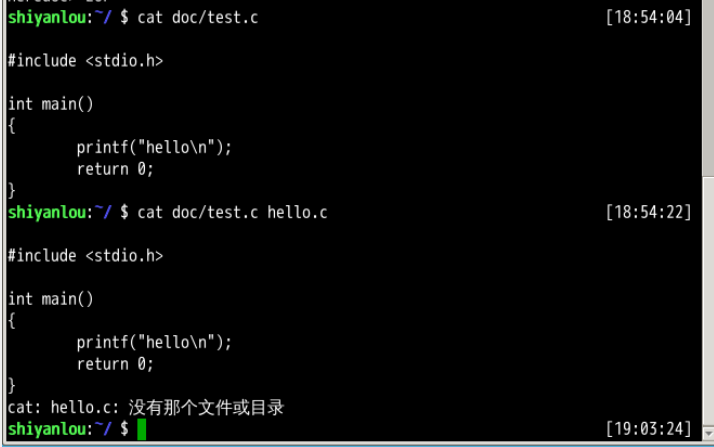 shiyanlou:~/ $ cat doc/test.c [18:54:04]
#include <stdio.h>
int main()
{
        printf("hello\n");
        return 0;
}
shiyanlou:~/ $ cat doc/test.c hello.c [18:54:22]
#include <stdio.h>
int main()
{
        printf("hello\n");
        return 0;
}
cat: hello.c: 没有那个文件或目录
shiyanlou:~/ $ [19:03:24]